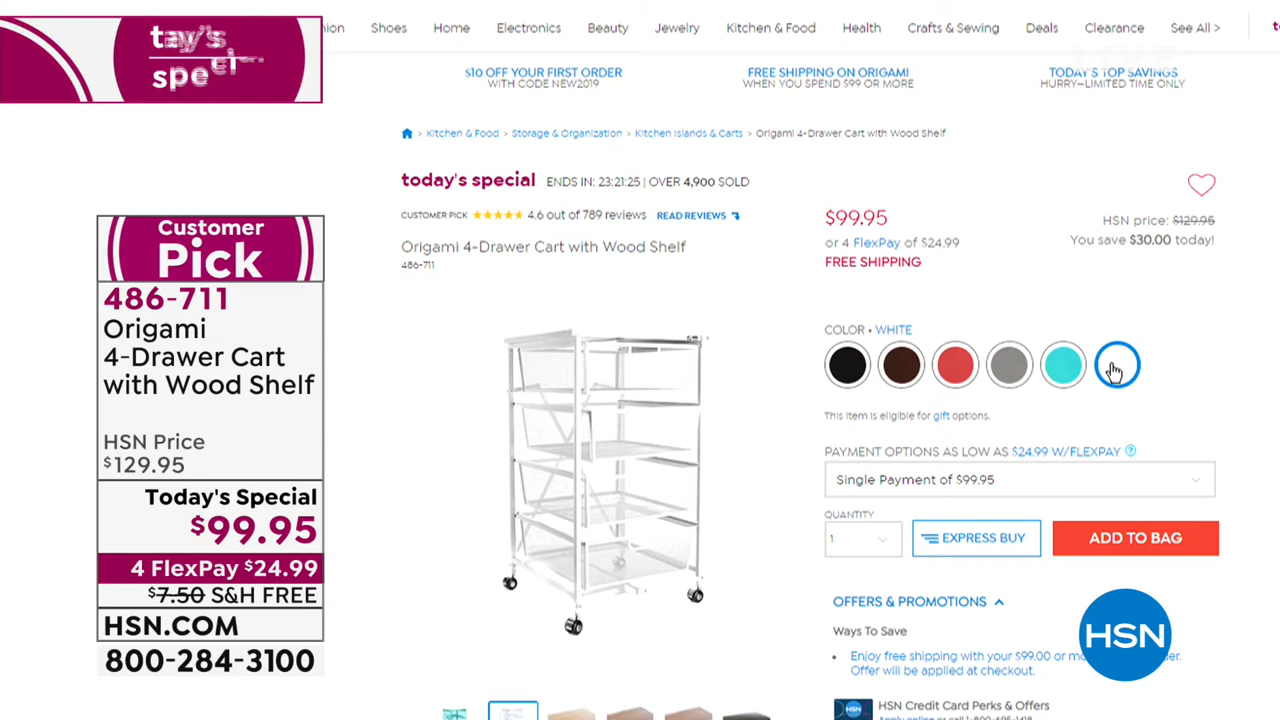 Shoes
Home
Electronics
Beauty
Jewelry
Kitchen & Food
Health
Crafts & Sewing
Deals
Clearance
See All >
$10 OFF YOUR FIRST ORDER
WITH CODE NEW2019
FREE SHIPPING ON ORIGAMI
WHEN YOU SPEND $99 OR MORE
TODAY'S TOP SAVINGS
HURRY–LIMITED TIME ONLY
> Kitchen & Food > Storage & Organization > Kitchen Islands & Carts > Origami 4-Drawer Cart with Wood Shelf
today's special ENDS IN: 23:21:25 | OVER 4,900 SOLD
CUSTOMER PICK 4.6 out of 789 reviews READ REVIEWS
Origami 4-Drawer Cart with Wood Shelf
486-711
$99.95
or 4 FlexPay of $24.99
FREE SHIPPING
HSN price: $129.95
You save $30.00 today!
COLOR • WHITE
This item is eligible for gift options.
PAYMENT OPTIONS AS LOW AS $24.99 W/FLEXPAY ?
Single Payment of $99.95
QUANTITY
1
EXPRESS BUY
ADD TO BAG
OFFERS & PROMOTIONS
Ways To Save
Enjoy free shipping with your $99.00 or
Offer will be applied at checkout.
HSN
HSN Credit Card Perks & Offers
HSN
Customer
Pick
486-711
Origami
4-Drawer Cart
with Wood Shelf
HSN Price
$129.95
Today's Special
$99.95
4 FlexPay $24.99
$7.50 S&H FREE
HSN.COM
800-284-3100